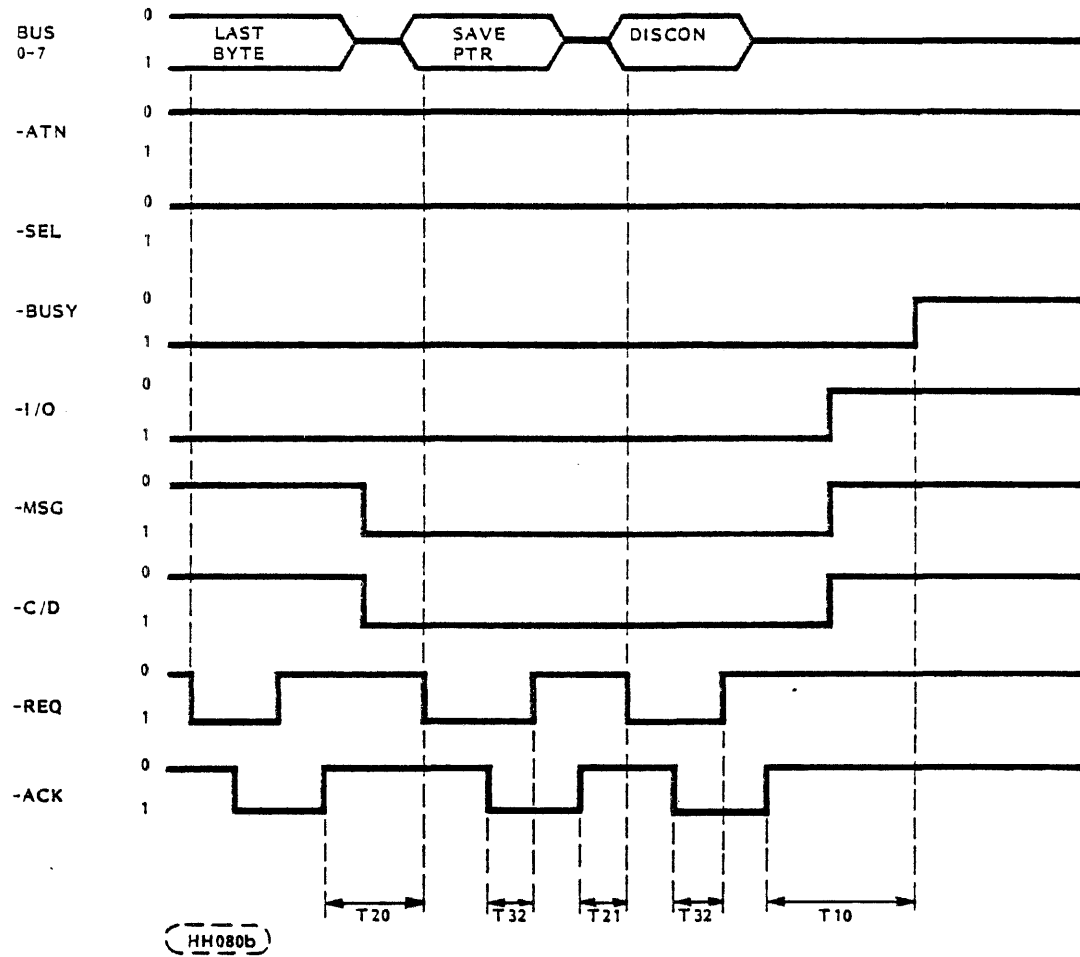 BUS
0-7
0
1
LAST
BYTE
SAVE
PTR
DISCON
-ATN
0
1
-SEL
0
1
-BUSY
0
1
-I/O
0
1
-MSG
0
1
-C/D
0
1
-REQ
0
1
-ACK
0
1
T20
T32
T21
T32
T10
HH080b